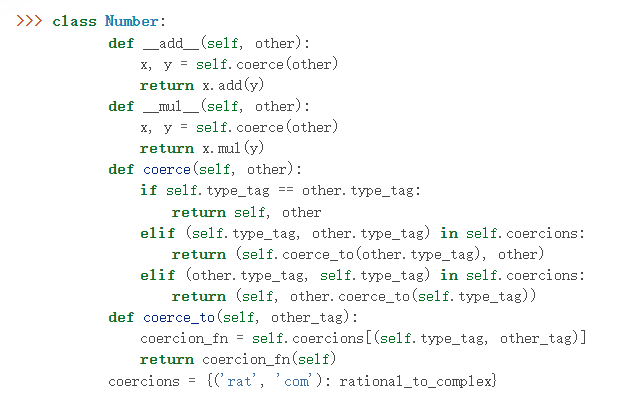 >>> class Number:
        def __add__(self, other):
            x, y = self.coerce(other)
            return x.add(y)
        def __mul__(self, other):
            x, y = self.coerce(other)
            return x.mul(y)
        def coerce(self, other):
            if self.type_tag == other.type_tag:
                return self, other
            elif (self.type_tag, other.type_tag) in self.coercions:
                return (self.coerce_to(other.type_tag), other)
            elif (other.type_tag, self.type_tag) in self.coercions:
                return (self, other.coerce_to(self.type_tag))
        def coerce_to(self, other_tag):
            coercion_fn = self.coercions[(self.type_tag, other_tag)]
            return coercion_fn(self)
        coercions = {('rat', 'com'): rational_to_complex}